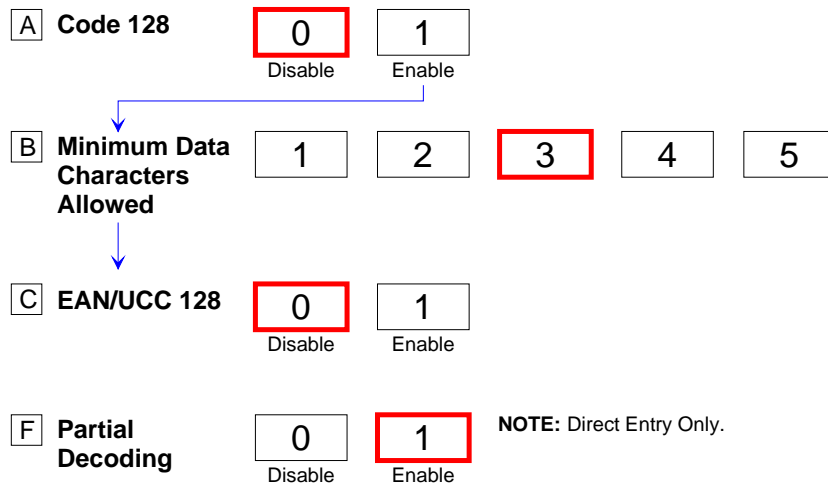 A Code 128 0 1
Disable Enable
B Minimum Data 1 2 3 4 5
Characters
Allowed
C EAN/UCC 128 0 1
Disable Enable
F Partial 0 1 NOTE: Direct Entry Only.
Decoding
Disable Enable